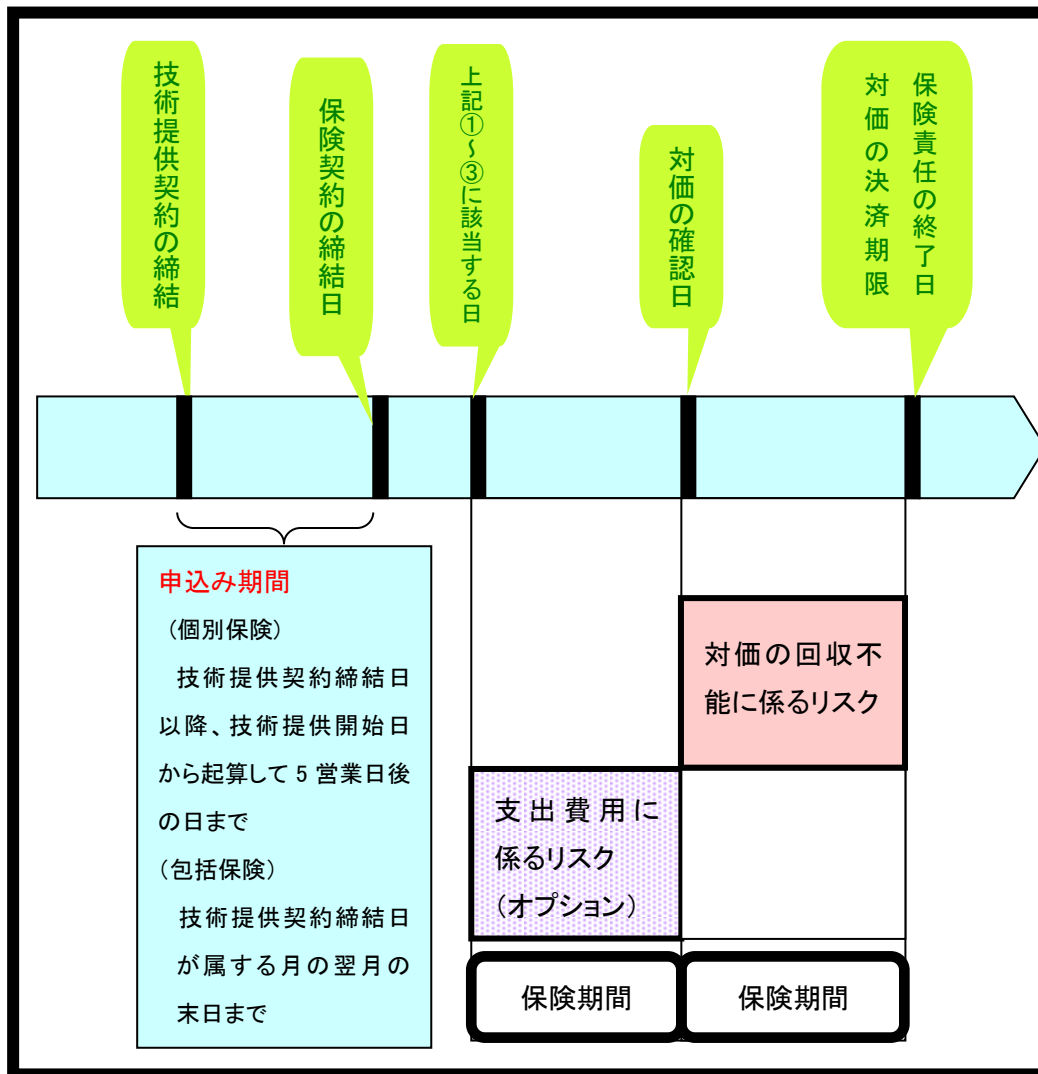 技術提供契約の締結
保険契約の締結日
上記①～③に該当する日
対価の確認日
保険責任の終了日
対価の決済期限
申込み期間
（個別保険）
技術提供契約締結日
以降、技術提供開始日
から起算して 5 営業日後
の日まで
（包括保険）
技術提供契約締結日
が属する月の翌月の
末日まで
対価の回収不
能に係るリスク
支出費用に
係るリスク
（オプション）
保険期間
保険期間